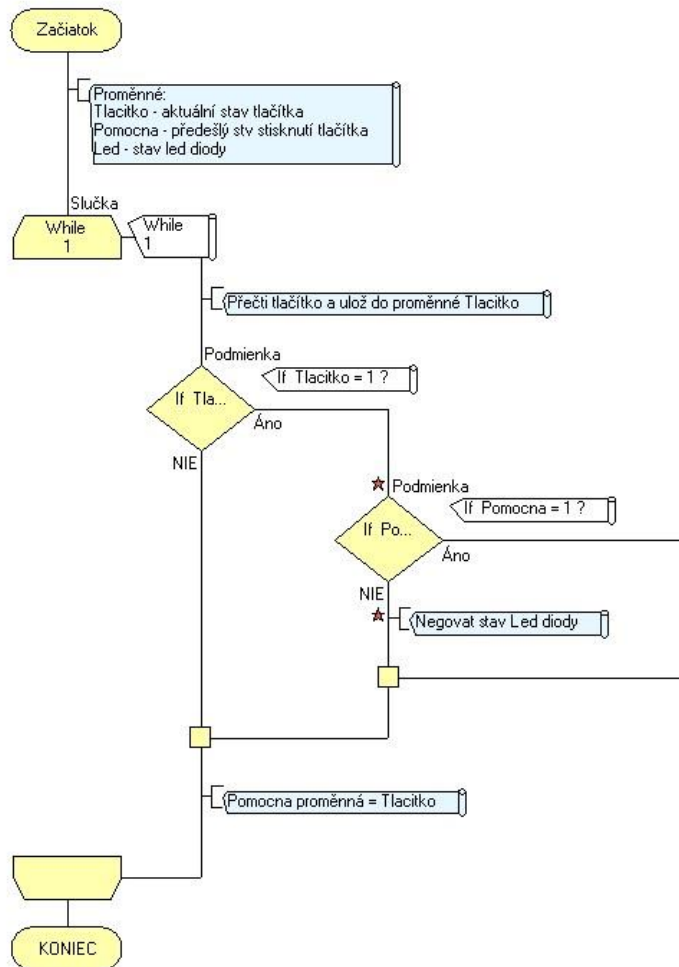 Začiatok
Proměnné:
Tlacitko - aktuální stav tlačítka
Pomocna - předešlý stv stisknutí tlačítka
Led - stav led diody
Slučka
While
1
While
1
Přečti tlačítko a ulož do proměnné Tlacitko
Podmienka
If Tlacitko = 1 ?
If Tla...
Áno
NIE
Podmienka
If Pomocna = 1 ?
If Po...
Áno
NIE
Negovat stav Led diody
Pomocna proměnná = Tlacitko
KONIEC